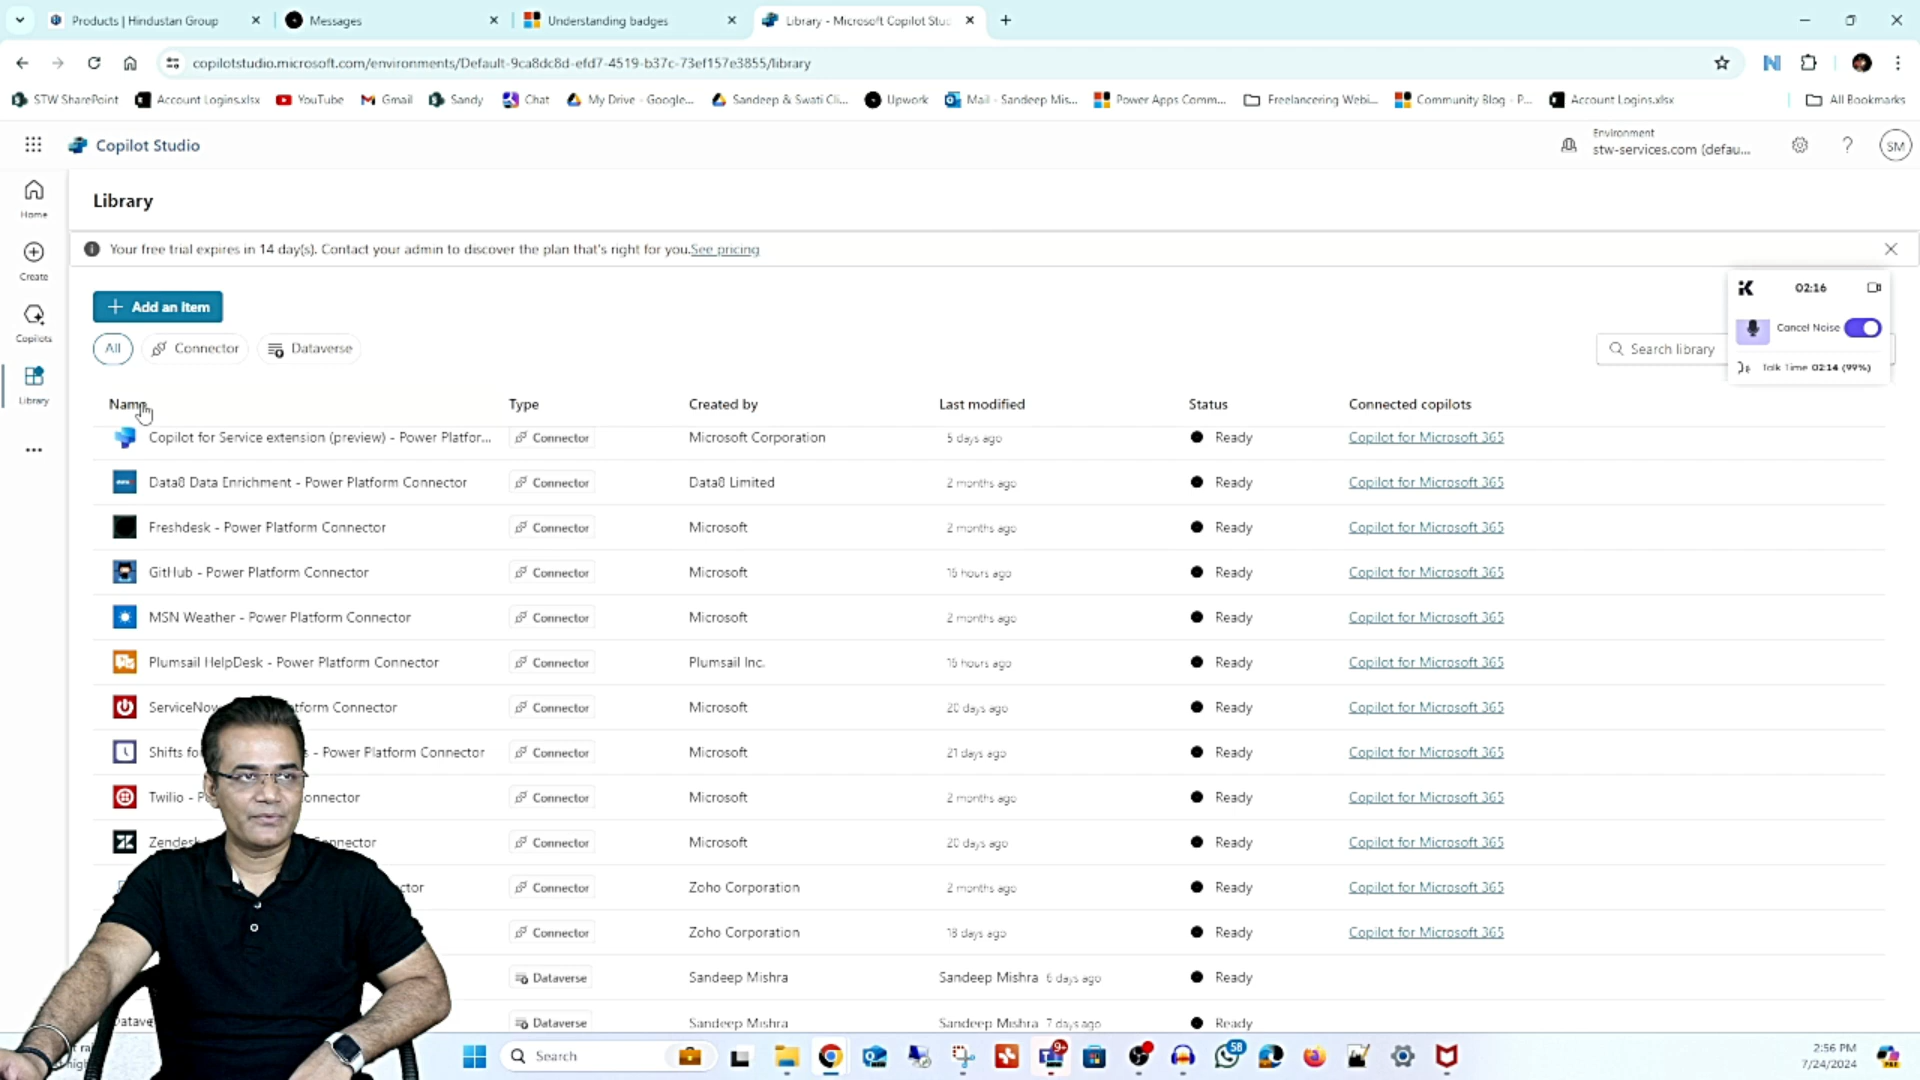 Products | Hindustan Group
Messages
Understanding badges
Library - Microsoft Copilot Stu
copilotstudio.microsoft.com/environments/Default-9ca8dc8d-efd7-4519-b37c-73ef157e3855/library
STW SharePoint
Account Logins.xlsx
YouTube
Gmail
Sandy
Chat
My Drive - Google...
Sandeep & Swati Cli...
Upwork
Mail - Sandeep Mis...
Power Apps Comm...
Freelancering Webi...
Community Blog - P...
Account Logins.xlsx
All Bookmarks
Copilot Studio
Environment
stw-services.com (defau...
SM
Home
Create
Copilots
Library
Library
Your free trial expires in 14 day(s). Contact your admin to discover the plan that's right for you.See pricing
02:16
Cancel Noise
Talk Time 02:14 (99%)
Add an item
All
Connector
Dataverse
Search library
Name Type Created by Last modified Status Connected copilots
Copilot for Service extension (preview) - Power Platfor... Connector Microsoft Corporation 5 days ago Ready Copilot for Microsoft 365
Data8 Data Enrichment - Power Platform Connector Connector Data8 Limited 2 months ago Ready Copilot for Microsoft 365
Freshdesk - Power Platform Connector Connector Microsoft 2 months ago Ready Copilot for Microsoft 365
GitHub - Power Platform Connector Connector Microsoft 15 hours ago Ready Copilot for Microsoft 365
MSN Weather - Power Platform Connector Connector Microsoft 2 months ago Ready Copilot for Microsoft 365
Plumsail HelpDesk - Power Platform Connector Connector Plumsail Inc. 15 hours ago Ready Copilot for Microsoft 365
ServiceNow tform Connector Connector Microsoft 20 days ago Ready Copilot for Microsoft 365
Shifts fo s - Power Platform Connector Connector Microsoft 21 days ago Ready Copilot for Microsoft 365
Twilio - P onnector Connector Microsoft 2 months ago Ready Copilot for Microsoft 365
Zendesk nnector Connector Microsoft 20 days ago Ready Copilot for Microsoft 365
ctor Connector Zoho Corporation 2 months ago Ready Copilot for Microsoft 365
Connector Zoho Corporation 18 days ago Ready Copilot for Microsoft 365
Dataverse Sandeep Mishra Sandeep Mishra 6 days ago Ready
Datave Dataverse Sandeep Mishra Sandeep Mishra 7 days ago Ready
Search
9+
58
2:56 PM
7/24/2024